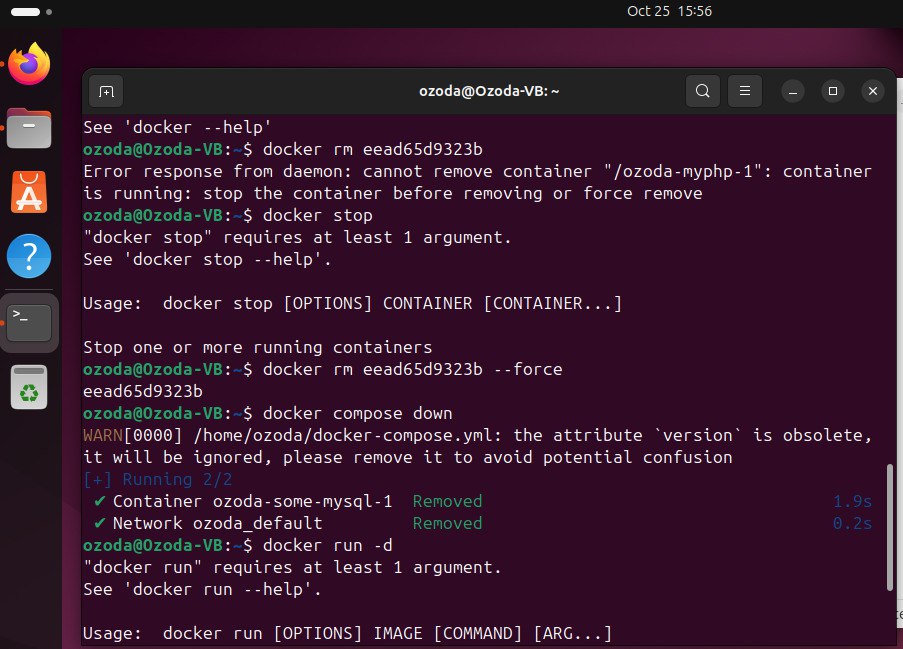 Oct 25 15:56
ozoda@Ozoda-VB: ~
See 'docker --help'
ozoda@Ozoda-VB:~$ docker rm eead65d9323b
Error response from daemon: cannot remove container "/ozoda-myphp-1": container
is running: stop the container before removing or force remove
ozoda@Ozoda-VB:~$ docker stop
"docker stop" requires at least 1 argument.
See 'docker stop --help'.
Usage:  docker stop [OPTIONS] CONTAINER [CONTAINER...]
Stop one or more running containers
ozoda@Ozoda-VB:~$ docker rm eead65d9323b --force
eead65d9323b
ozoda@Ozoda-VB:~$ docker compose down
WARN[0000] /home/ozoda/docker-compose.yml: the attribute `version` is obsolete,
it will be ignored, please remove it to avoid potential confusion
[+] Running 2/2
✔ Container ozoda-some-mysql-1  Removed 1.9s
✔ Network ozoda_default  Removed 0.2s
ozoda@Ozoda-VB:~$ docker run -d
"docker run" requires at least 1 argument.
See 'docker run --help'.
Usage:  docker run [OPTIONS] IMAGE [COMMAND] [ARG...]